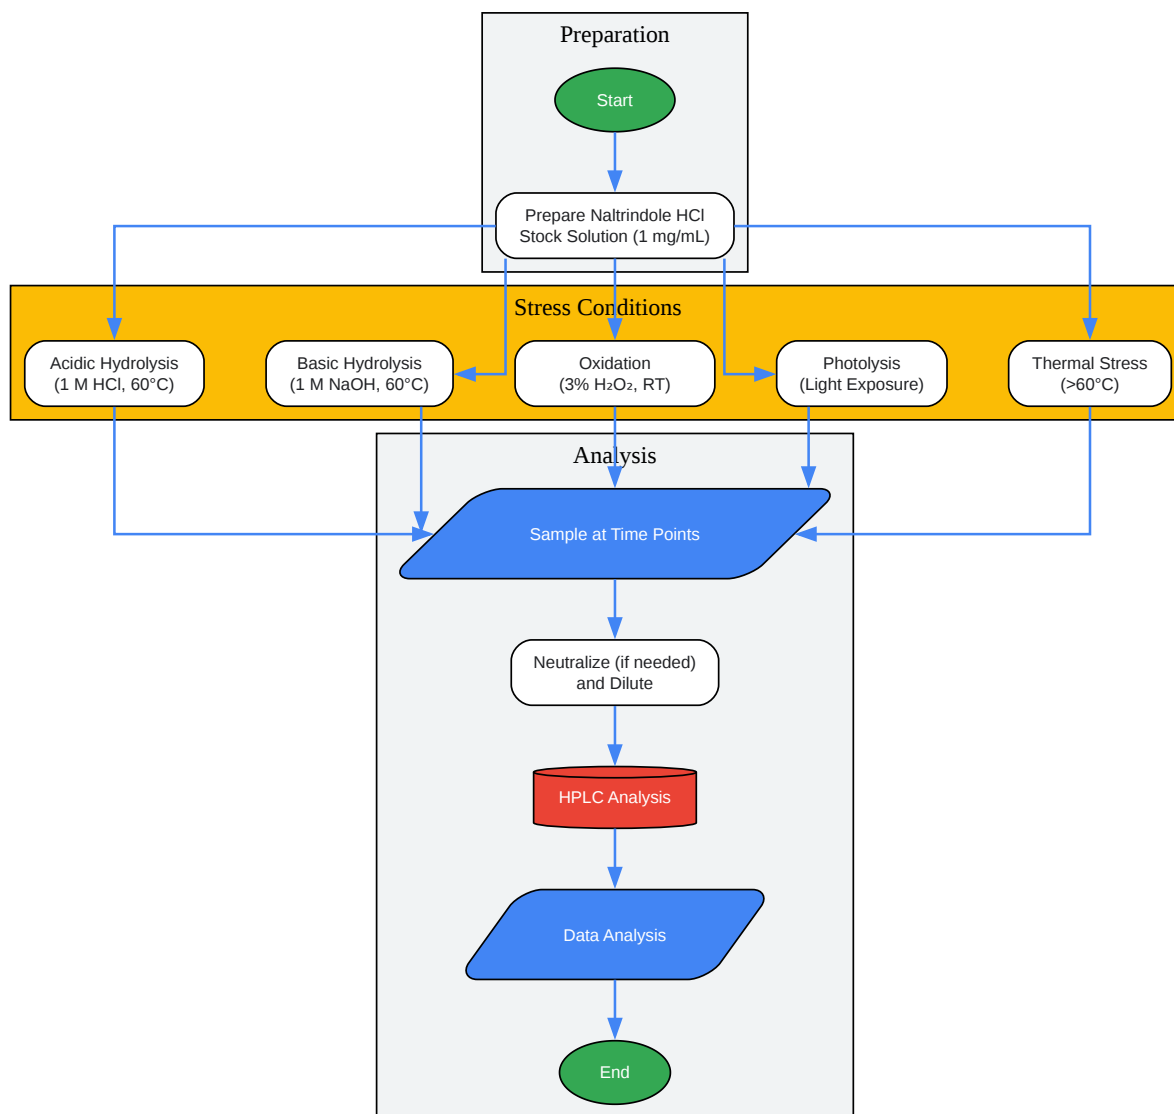 Preparation
Start
Prepare Naltrindole HCl
Stock Solution (1 mg/mL)
Stress Conditions
Acidic Hydrolysis
(1 M HCl, 60°C)
Basic Hydrolysis
(1 M NaOH, 60°C)
Oxidation
(3% H₂O₂, RT)
Photolysis
(Light Exposure)
Thermal Stress
(>60°C)
Analysis
Sample at Time Points
Neutralize (if needed)
and Dilute
HPLC Analysis
Data Analysis
End